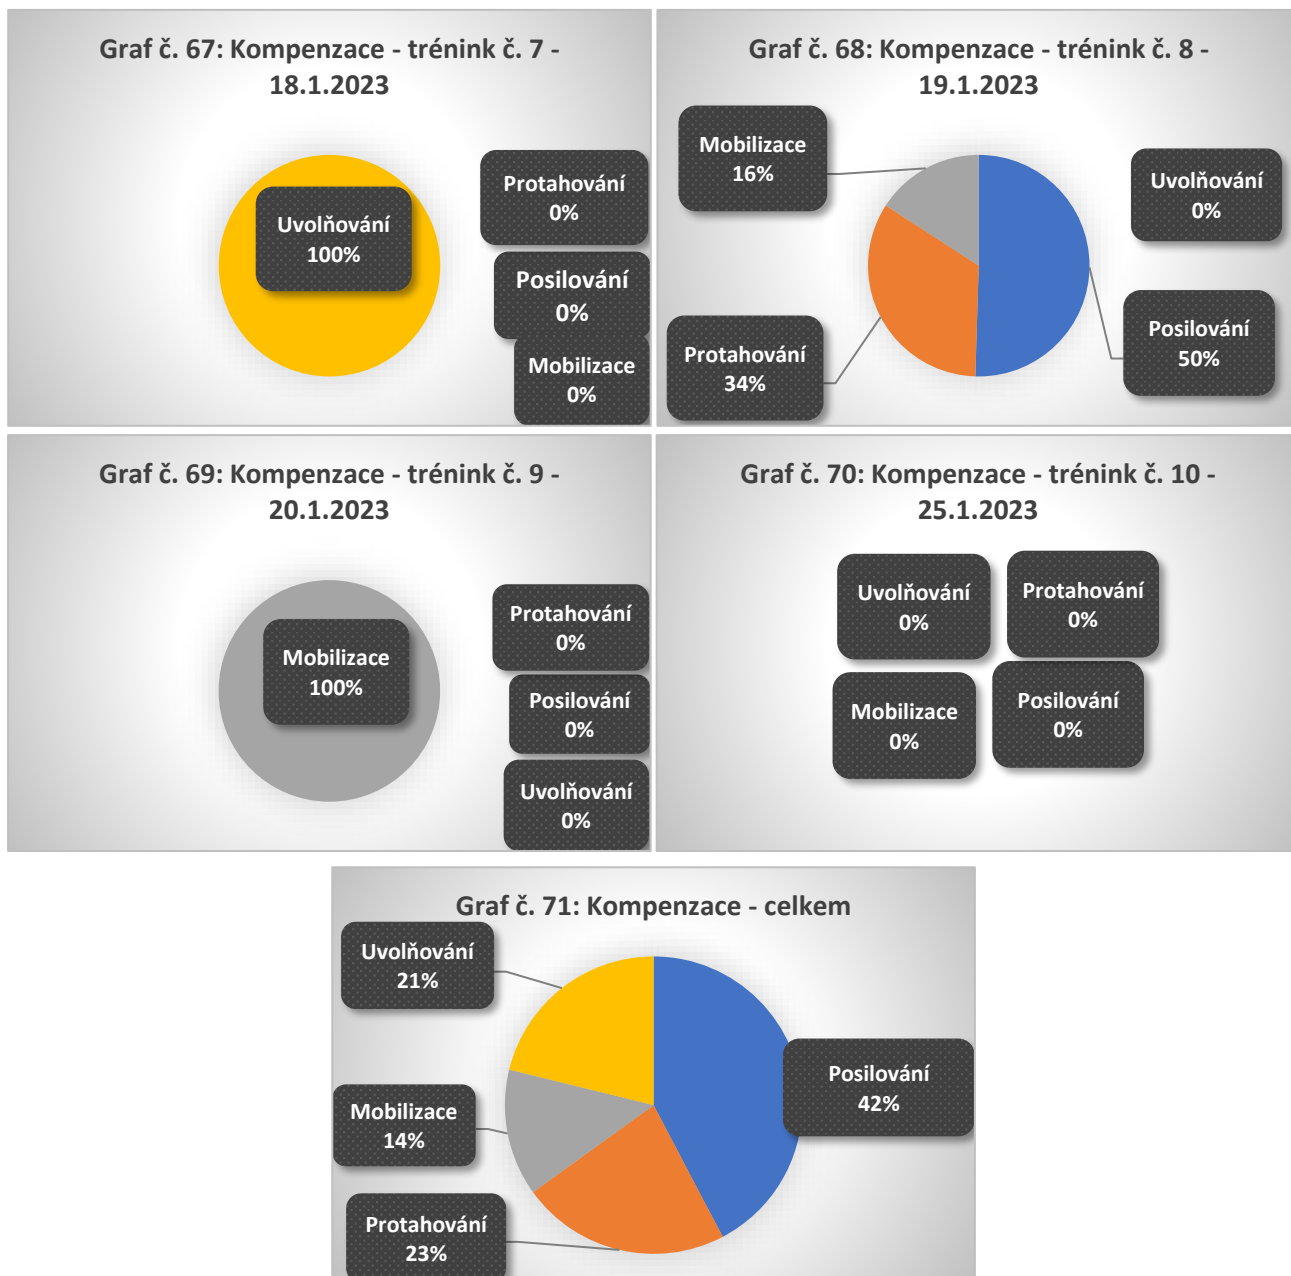 Graf č. 67: Kompenzace - trénink č. 7 -
18.1.2023
Uvolňování
100%
Protahování
0%
Posilování
0%
Mobilizace
0%
Graf č. 68: Kompenzace - trénink č. 8 -
19.1.2023
Mobilizace
16%
Uvolňování
0%
Protahování
34%
Posilování
50%
Graf č. 69: Kompenzace - trénink č. 9 -
20.1.2023
Mobilizace
100%
Protahování
0%
Posilování
0%
Uvolňování
0%
Graf č. 70: Kompenzace - trénink č. 10 -
25.1.2023
Uvolňování
0%
Protahování
0%
Mobilizace
0%
Posilování
0%
Graf č. 71: Kompenzace - celkem
Uvolňování
21%
Posilování
42%
Mobilizace
14%
Protahování
23%